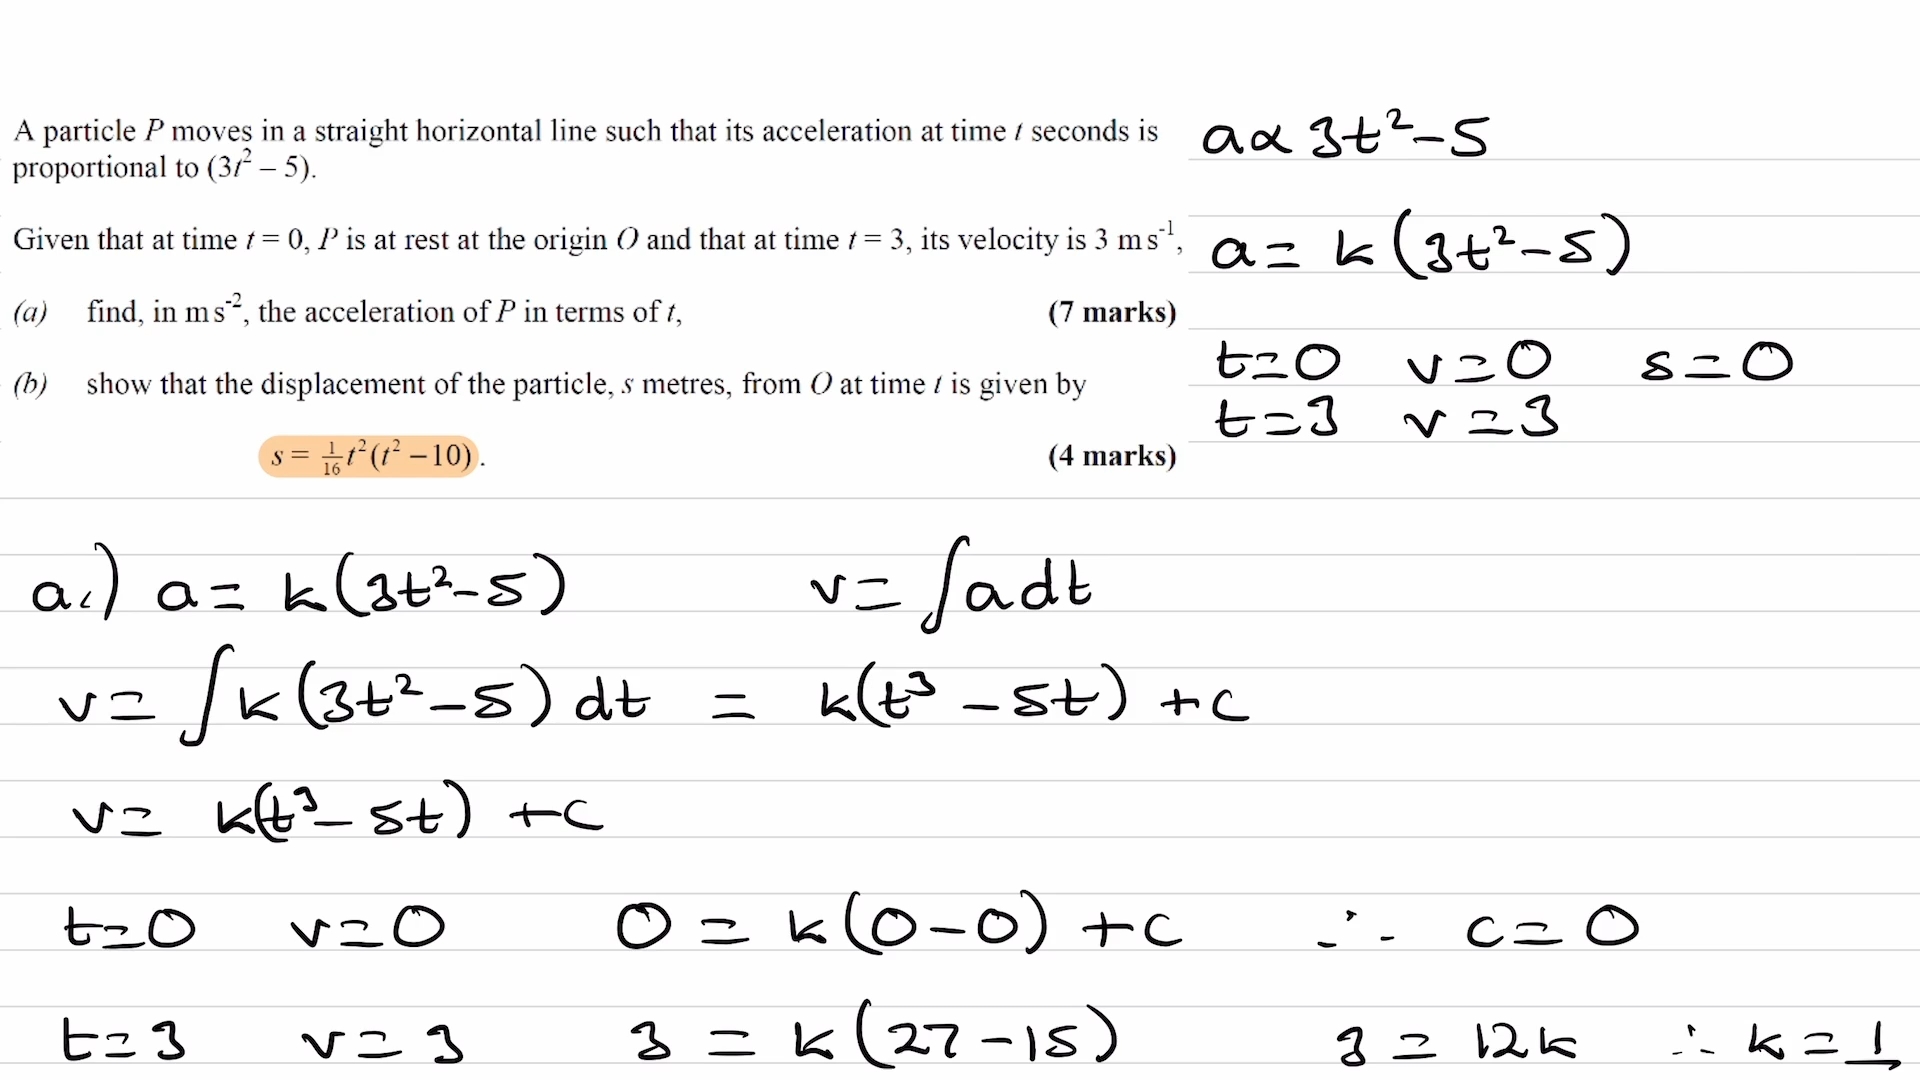 A particle P moves in a straight horizontal line such that its acceleration at time t seconds is
proportional to (3t² – 5).
Given that at time t = 0, P is at rest at the origin O and that at time t = 3, its velocity is 3 m s⁻¹,
(a) find, in m s⁻², the acceleration of P in terms of t, (7 marks)
(b) show that the displacement of the particle, s metres, from O at time t is given by
s = 1/16 t² (t² – 10). (4 marks)
a ∝ 3t² – 5
a = k(3t² – 5)
t=0 v=0 s=0
t=3 v=3
a.) a = k(3t² – 5) v = ∫a dt
v = ∫k(3t² – 5) dt = k(t³ – 5t) + c
v = k(t³ – 5t) + c
t=0 v=0 0 = k(0–0) + c ∴ c = 0
t=3 v=3 3 = k(27–15) 3 = 12k ∴ k = 1